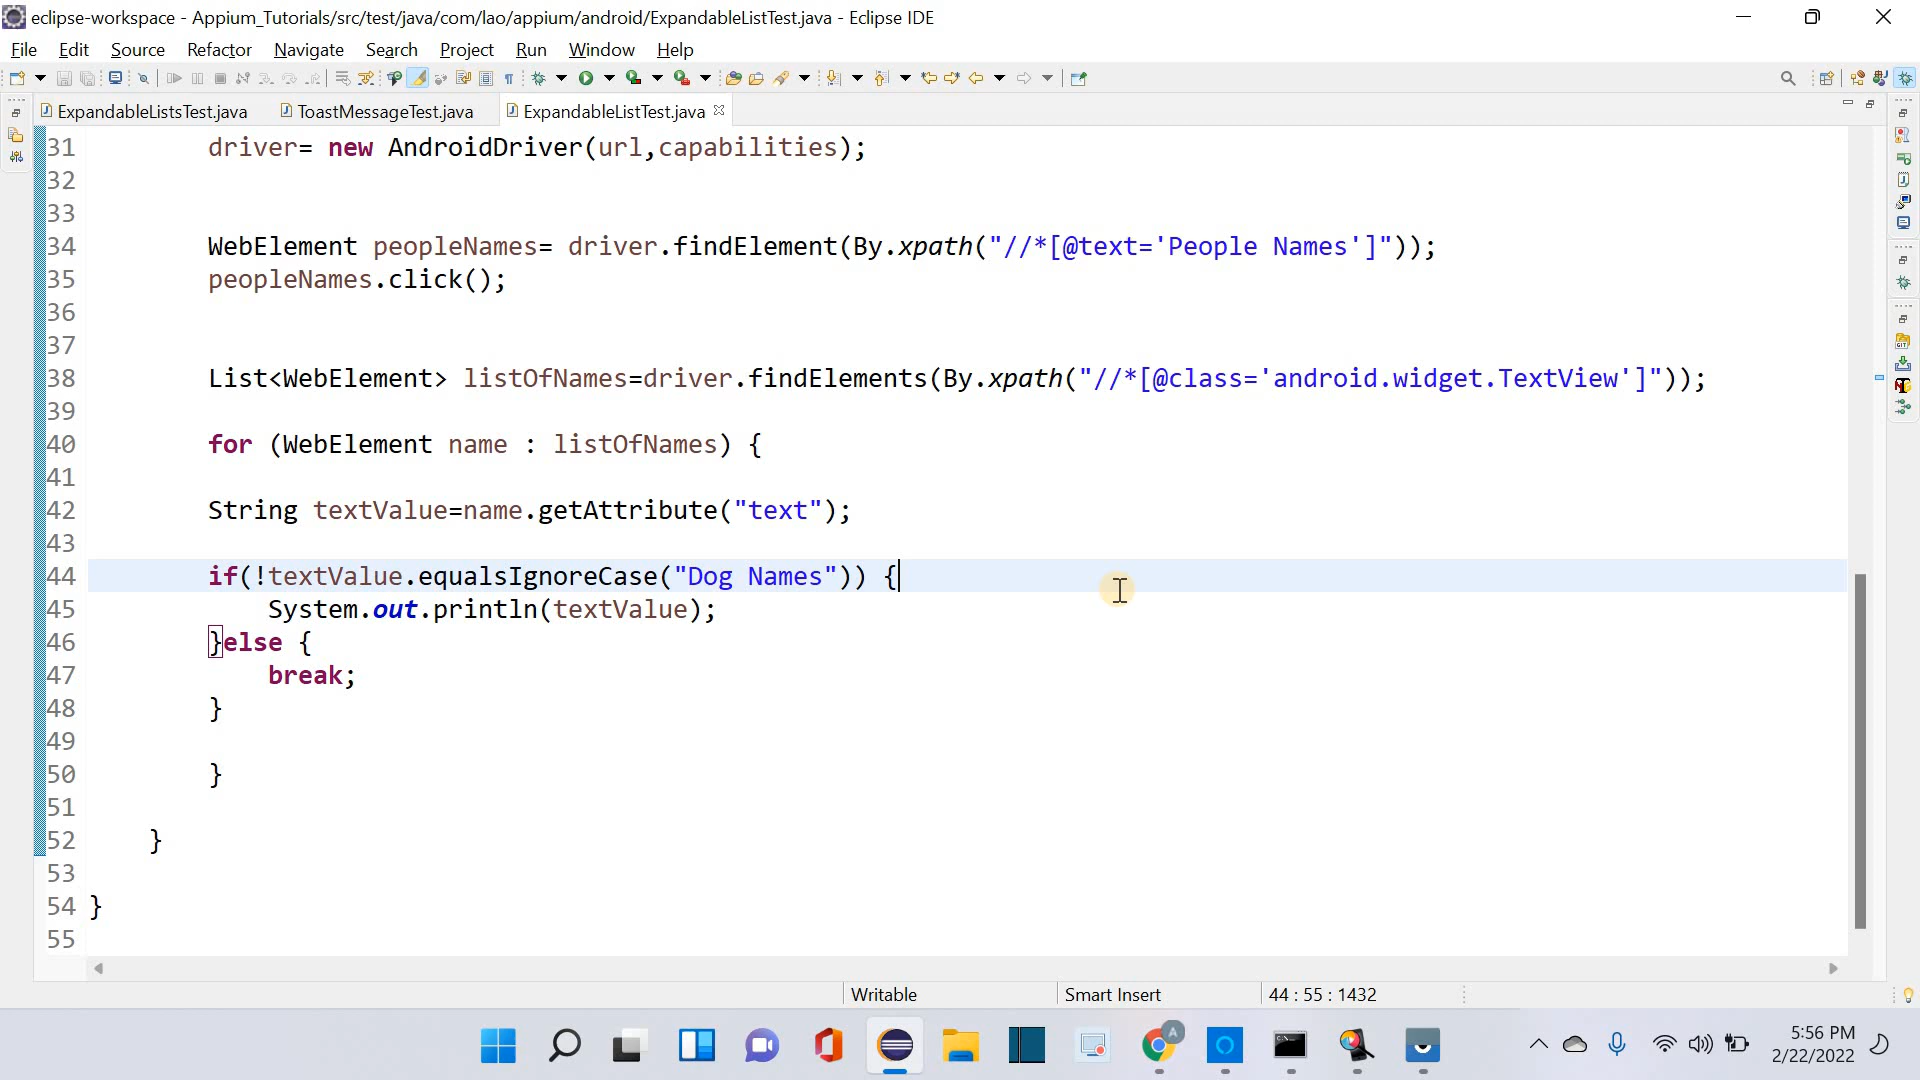 eclipse-workspace - Appium_Tutorials/src/test/java/com/lao/appium/android/ExpandableListTest.java - Eclipse IDE
File Edit Source Refactor Navigate Search Project Run Window Help
ExpandableListsTest.java ToastMessageTest.java ExpandableListTest.java
31 driver= new AndroidDriver(url,capabilities);
32
33
34 WebElement peopleNames= driver.findElement(By.xpath("//*[@text='People Names']"));
35 peopleNames.click();
36
37
38 List<WebElement> listOfNames=driver.findElements(By.xpath("//*[@class='android.widget.TextView']"));
39
40 for (WebElement name : listOfNames) {
41
42 String textValue=name.getAttribute("text");
43
44 if(!textValue.equalsIgnoreCase("Dog Names")) {
45 System.out.println(textValue);
46 }else {
47 break;
48 }
49
50 }
51
52 }
53
54 }
55
Writable Smart Insert 44 : 55 : 1432
5:56 PM
2/22/2022